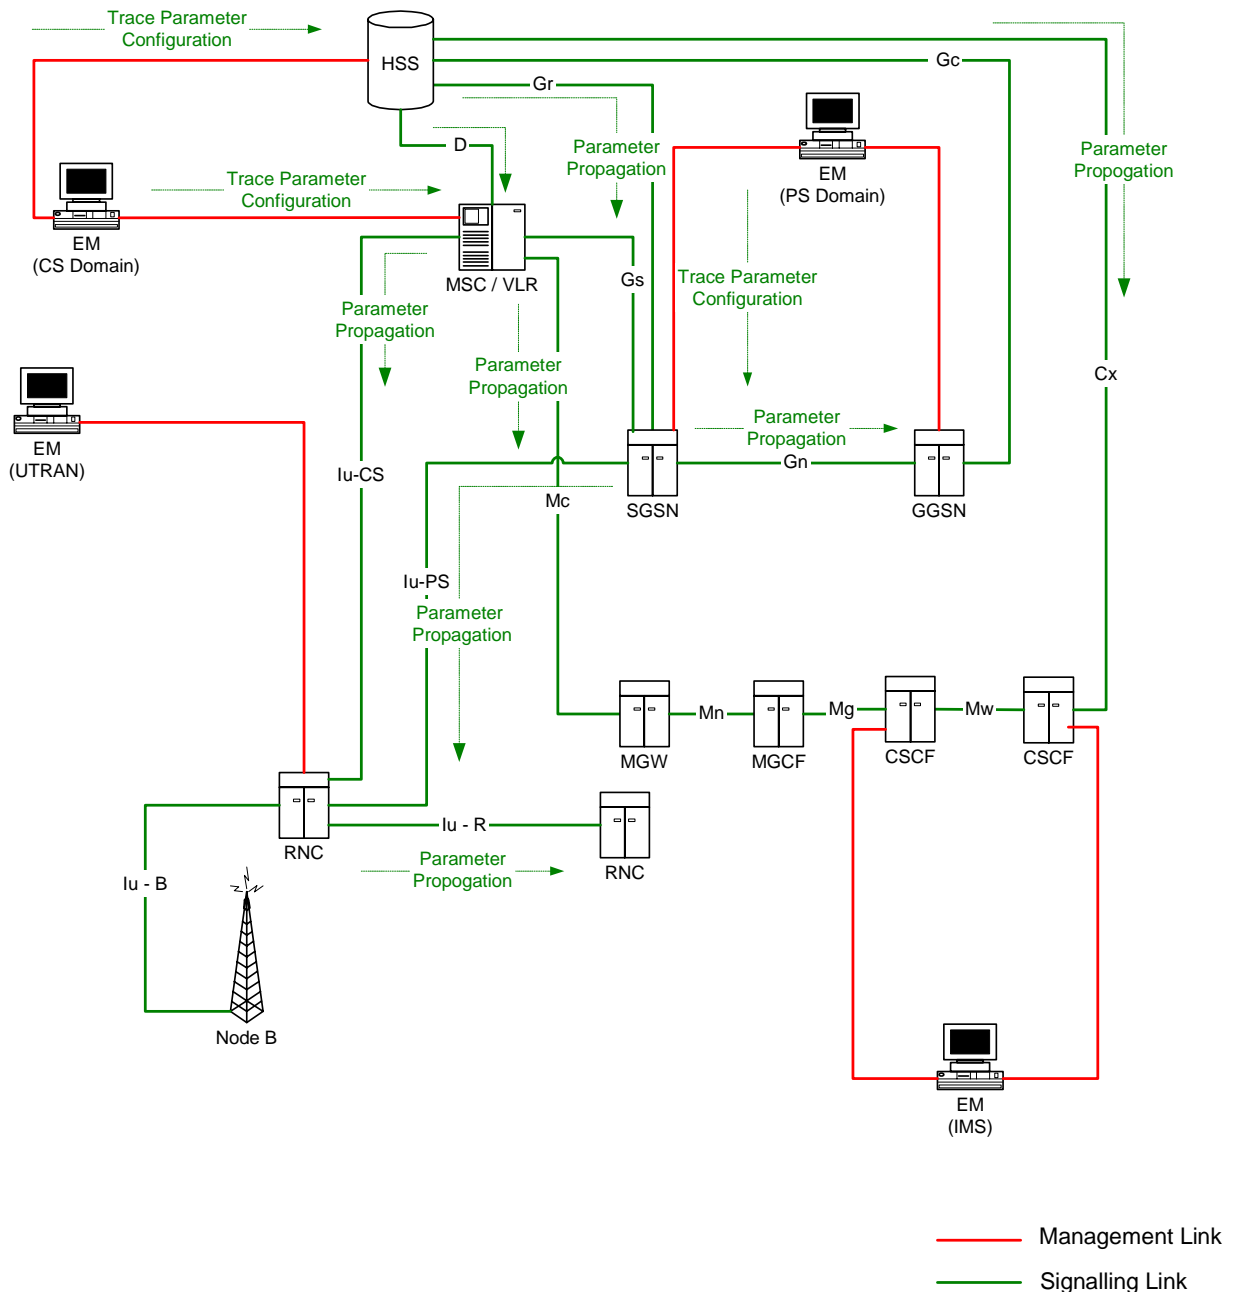 Trace Parameter
Configuration
HSS
Gc
Gr
D
Parameter
Propagation
EM
(PS Domain)
Parameter
Propogation
Trace Parameter
Configuration
EM
(CS Domain)
MSC / VLR
Gs
Trace Parameter
Configuration
Parameter
Propagation
Parameter
Propagation
Cx
EM
(UTRAN)
Parameter
Propagation
Iu-CS
Gn
Mc
SGSN
GGSN
Iu-PS
Parameter
Propagation
Mn
Mg
Mw
MGW
MGCF
CSCF
CSCF
Iu - R
RNC
Parameter
Propogation
RNC
Iu - B
Node B
EM
(IMS)
Management Link
Signalling Link